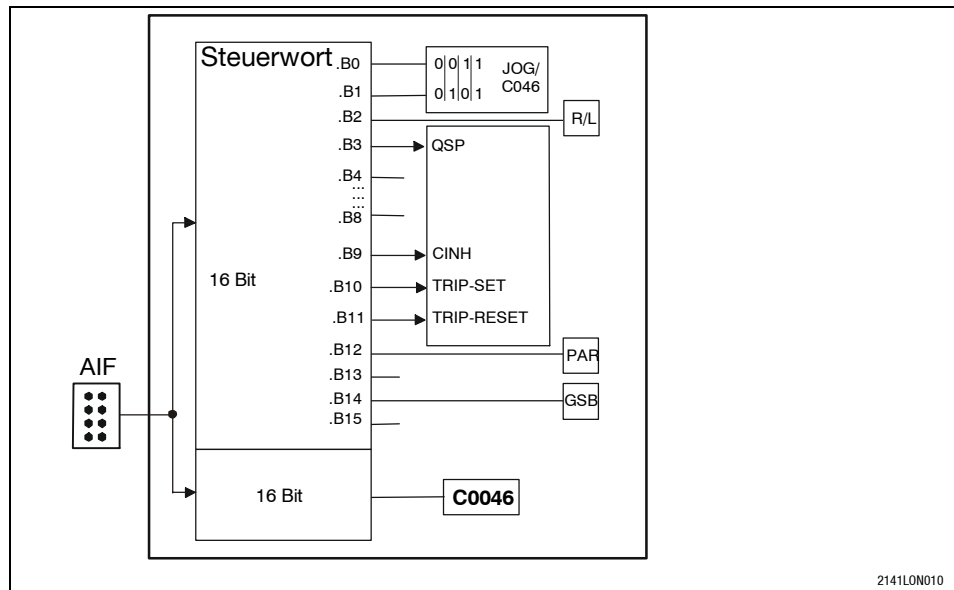 Steuerwort
.B0
0 0 1 1
JOG/
C046
.B1
0 1 0 1
.B2
R/L
.B3
QSP
.B4
...
...
.B8
.B9
CINH
16 Bit
.B10
TRIP-SET
.B11
TRIP-RESET
.B12
PAR
AIF
.B13
.B14
GSB
.B15
16 Bit
C0046
2141LON010